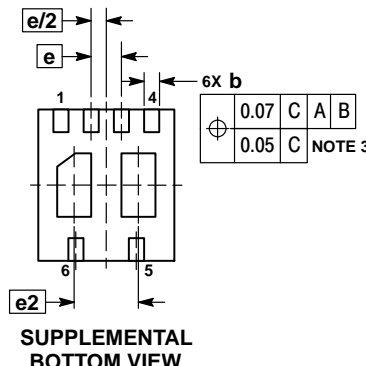 e/2
e
6X b
1
4
0.07 C A B
0.05 C NOTE 3
6
5
e2
SUPPLEMENTAL
BOTTOM VIEW